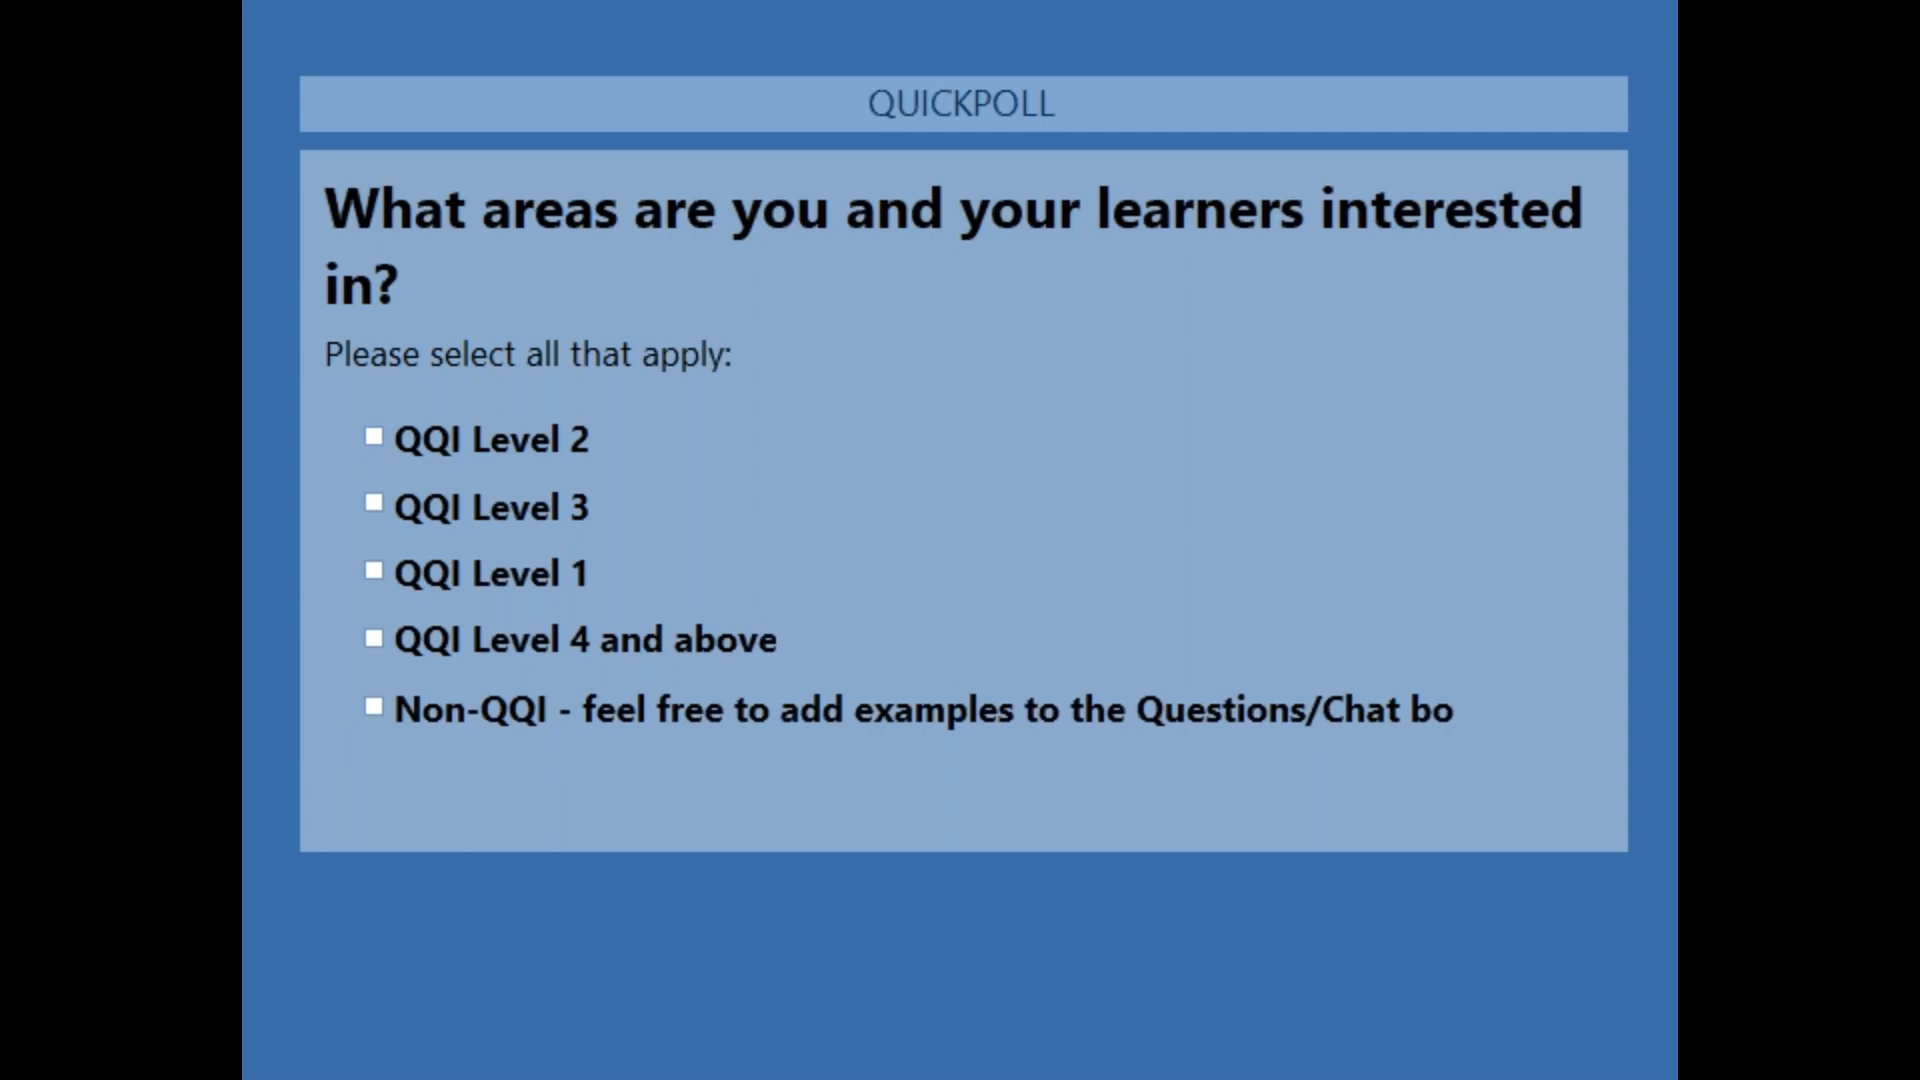 QUICKPOLL
What areas are you and your learners interested
in?
Please select all that apply:
QQI Level 2
QQI Level 3
QQI Level 1
QQI Level 4 and above
Non-QQI - feel free to add examples to the Questions/Chat bo